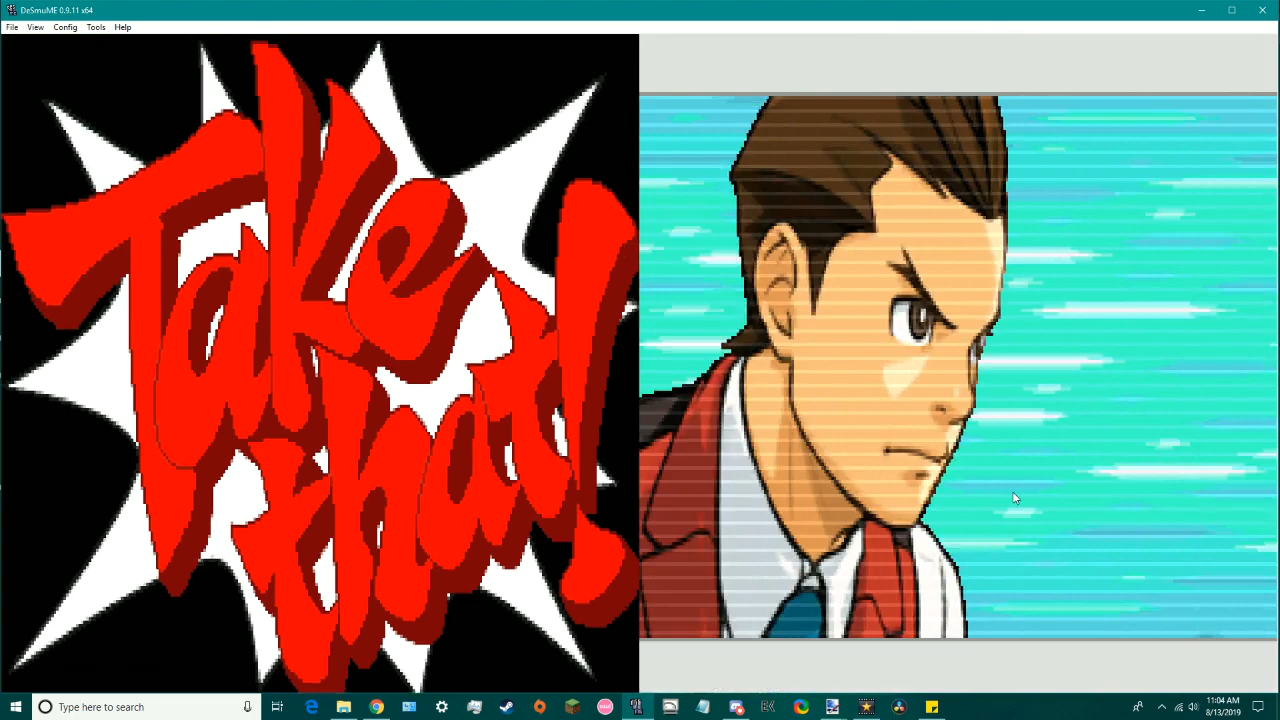 DeSmuME 0.9.11 x64
File View Config Tools Help
Take
that!
Type here to search
11:04 AM
8/13/2019